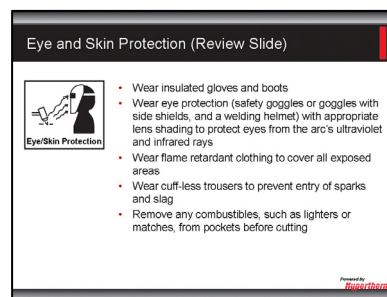 Eye and Skin Protection (Review Slide)
Eye/Skin Protection
• Wear insulated gloves and boots
• Wear eye protection (safety goggles or goggles with
side shields, and a welding helmet) with appropriate
lens shading to protect eyes from the arc's ultraviolet
and infrared rays
• Wear flame retardant clothing to cover all exposed
areas
• Wear cuff-less trousers to prevent entry of sparks
and slag
• Remove any combustibles, such as lighters or
matches, from pockets before cutting
Powered by
Hypertherm